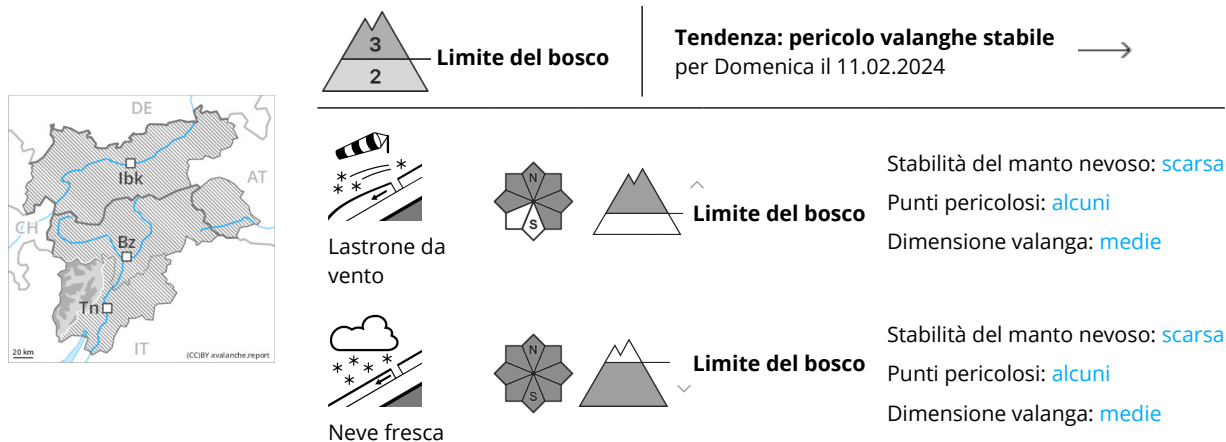 3
2
Limite del bosco
Tendenza: pericolo valanghe stabile
per Domenica il 11.02.2024
DE
AT
CH
IT
Ibk
Bz
Tn
20 km
(CC)BY avalanche.report
Lastrone da
vento
N
S
Limite del bosco
Stabilità del manto nevoso: scarsa
Punti pericolosi: alcuni
Dimensione valanga: medie
Neve fresca
N
S
Limite del bosco
Stabilità del manto nevoso: scarsa
Punti pericolosi: alcuni
Dimensione valanga: medie